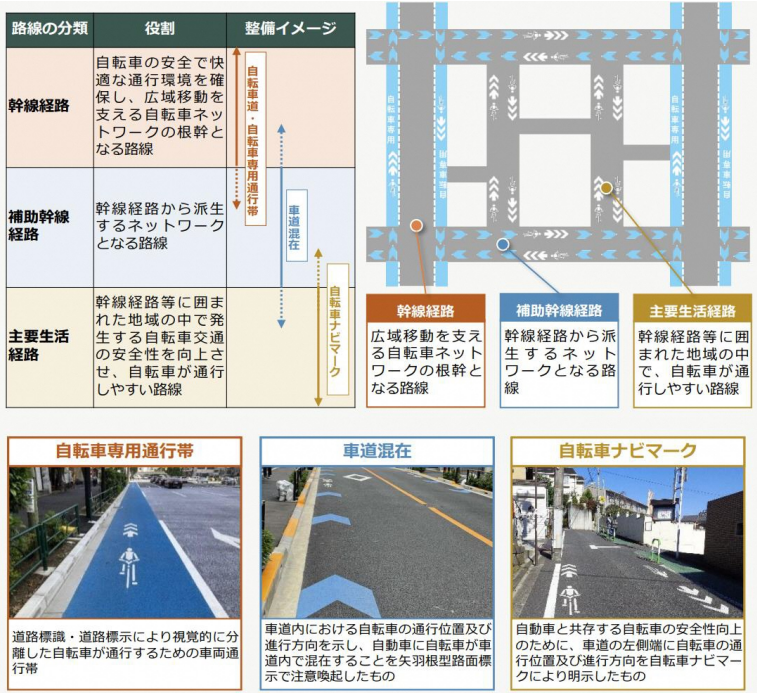 路線の分類
役割
整備イメージ
幹線経路
自転車の安全で快
適な通行環境を確
保し、広域移動を
支える自転車ネッ
トワークの根幹と
なる路線
自転車道・自転車専用通行帯
補助幹線
経路
幹線経路から派生
するネットワーク
となる路線
車道混在
主要生活
経路
幹線経路等に囲ま
れた地域の中で発
生する自転車交通
の安全性を向上さ
せ、自転車が通行
しやすい路線
自転車ナビマーク
自転車専用
自転車専用
自転車専用
自転車専用
幹線経路
広域移動を支え
る自転車ネット
ワークの根幹と
なる路線
補助幹線経路
幹線経路から派
生するネットワ
ークとなる路
線
主要生活経路
幹線経路等に囲
まれた地域の中
で、自転車が通
行しやすい路線
自転車専用通行帯
道路標識・道路標示により視覚的に分
離した自転車が通行するための車両通
行帯
車道混在
車道内における自転車の通行位置及び
進行方向を示し、自動車に自転車が車
道内で混在することを矢羽根型路面標
示で注意喚起したもの
自転車ナビマーク
自動車と共存する自転車の安全性向上
のために、車道の左側端に自転車の通
行位置及び進行方向を自転車ナビマー
クにより明示したもの